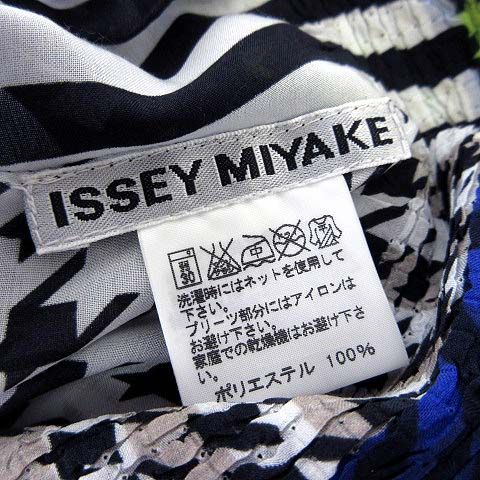 ISSEY MIYAKE
弱
30
洗濯時にはネットを使用して
下さい。
プリーツ部分にはアイロンは
お避け下さい。
家庭での乾燥機はお避け下
さい。
ポリエステル 100%